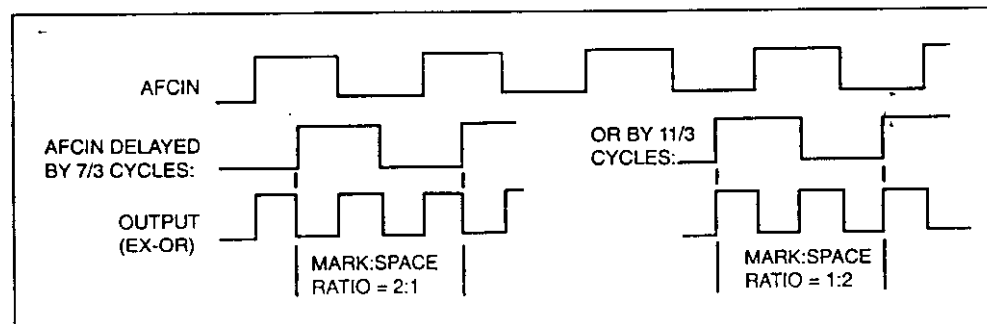 AFCIN
AFCIN DELAYED
BY 7/3 CYCLES:
OR BY 11/3
CYCLES:
OUTPUT
(EX-OR)
MARK:SPACE
RATIO = 2:1
MARK:SPACE
RATIO = 1:2